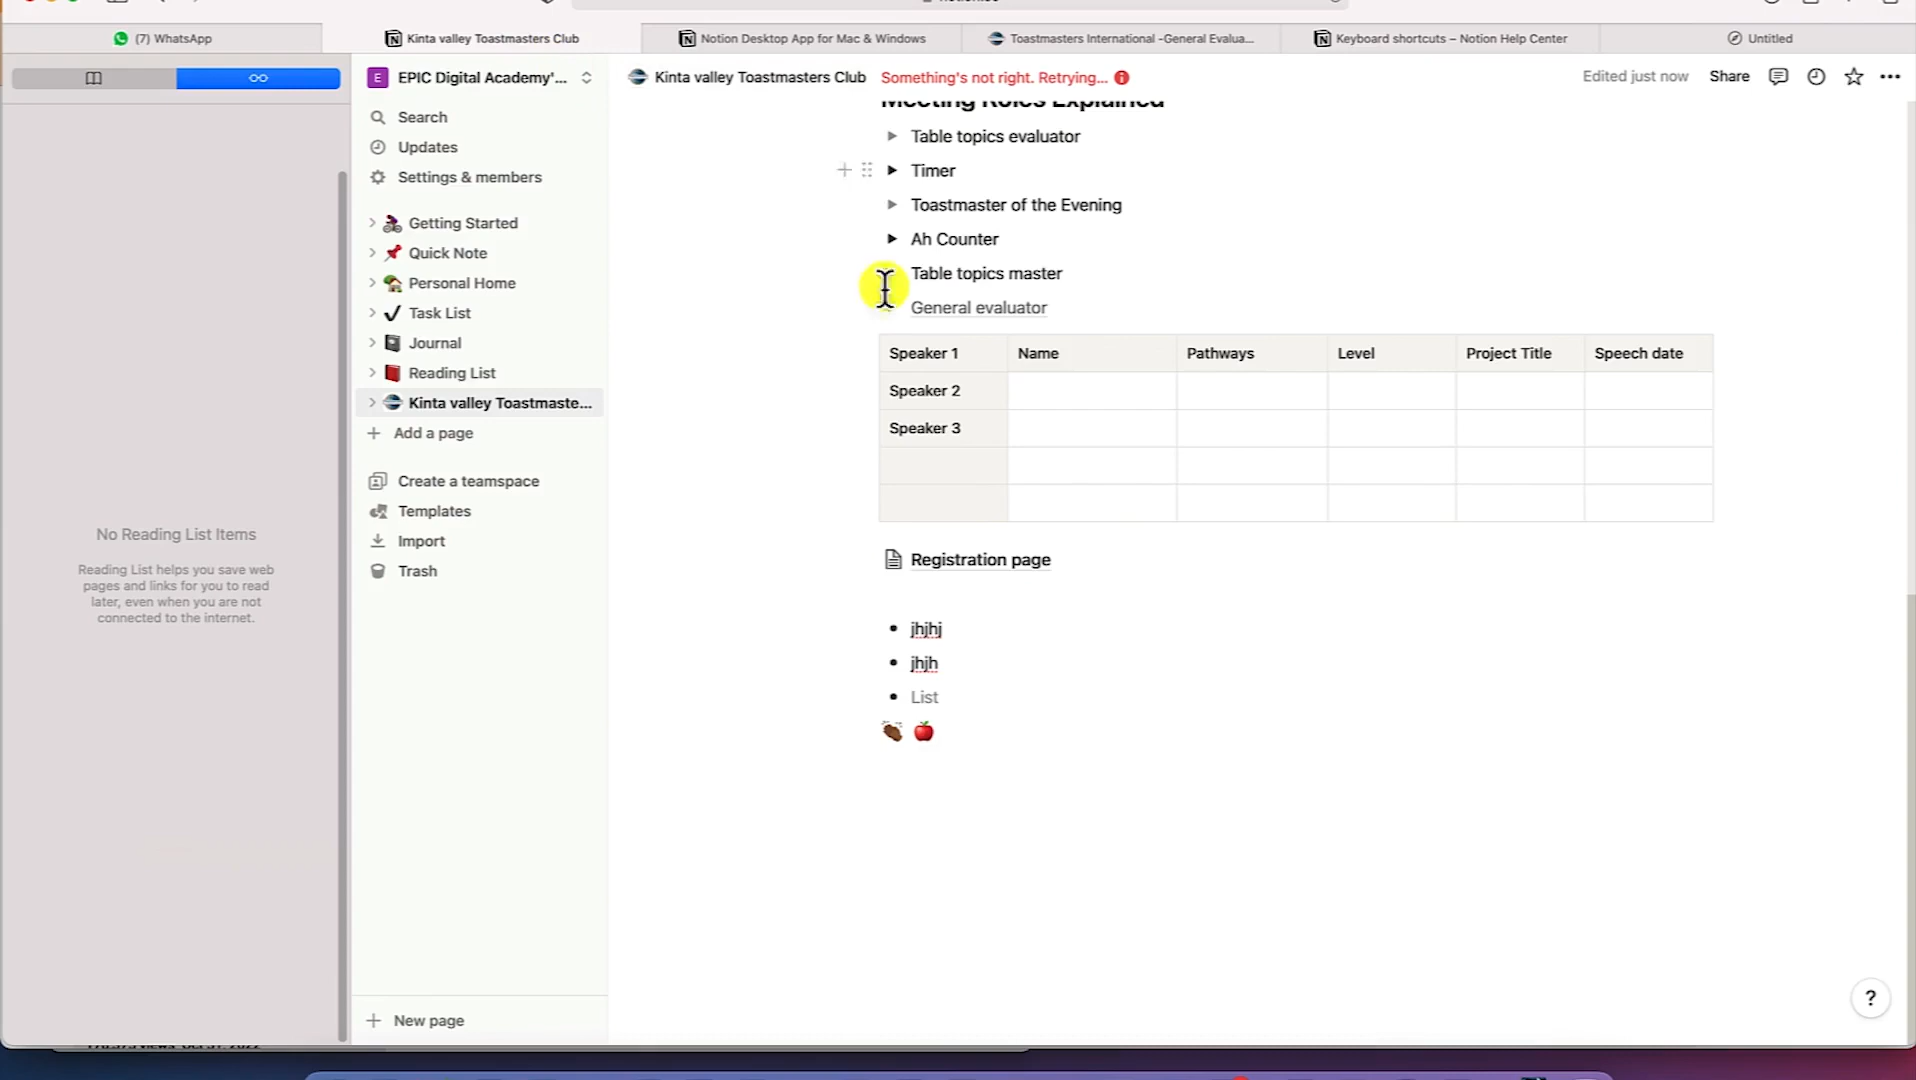 (7) WhatsApp
Kinta valley Toastmasters Club
Notion Desktop App for Mac & Windows
Toastmasters International -General Evalua...
Keyboard shortcuts – Notion Help Center
Untitled
E EPIC Digital Academy'...
Kinta valley Toastmasters Club
Something's not right. Retrying...
Edited just now
Share
Search
Updates
Settings & members
Getting Started
Quick Note
Personal Home
Task List
Journal
Reading List
Kinta valley Toastmaste...
Add a page
Create a teamspace
Templates
Import
Trash
New page
No Reading List Items
Reading List helps you save web
pages and links for you to read
later, even when you are not
connected to the internet.
Meeting Roles Explained
Table topics evaluator
Timer
Toastmaster of the Evening
Ah Counter
Table topics master
General evaluator
Speaker 1 Name Pathways Level Project Title Speech date
Speaker 2
Speaker 3
Registration page
jhjhj
jhjh
List
?